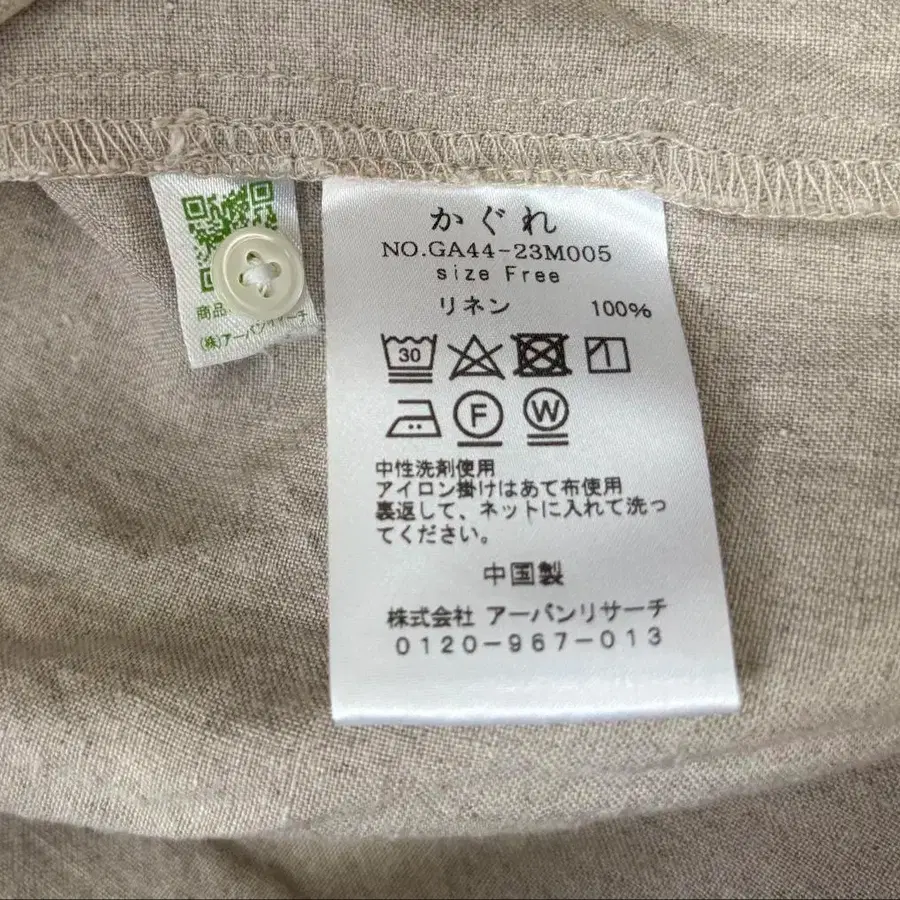 かぐれ
NO.GA44-23M005
size Free
リネン 100%
30
F W
中性洗剤使用
アイロン掛けはあて布使用
裏返して、ネットに入れて洗っ
てください。
中国製
株式会社 アーバンリサーチ
0120-967-013
商品
(株)アーバンリサーチ